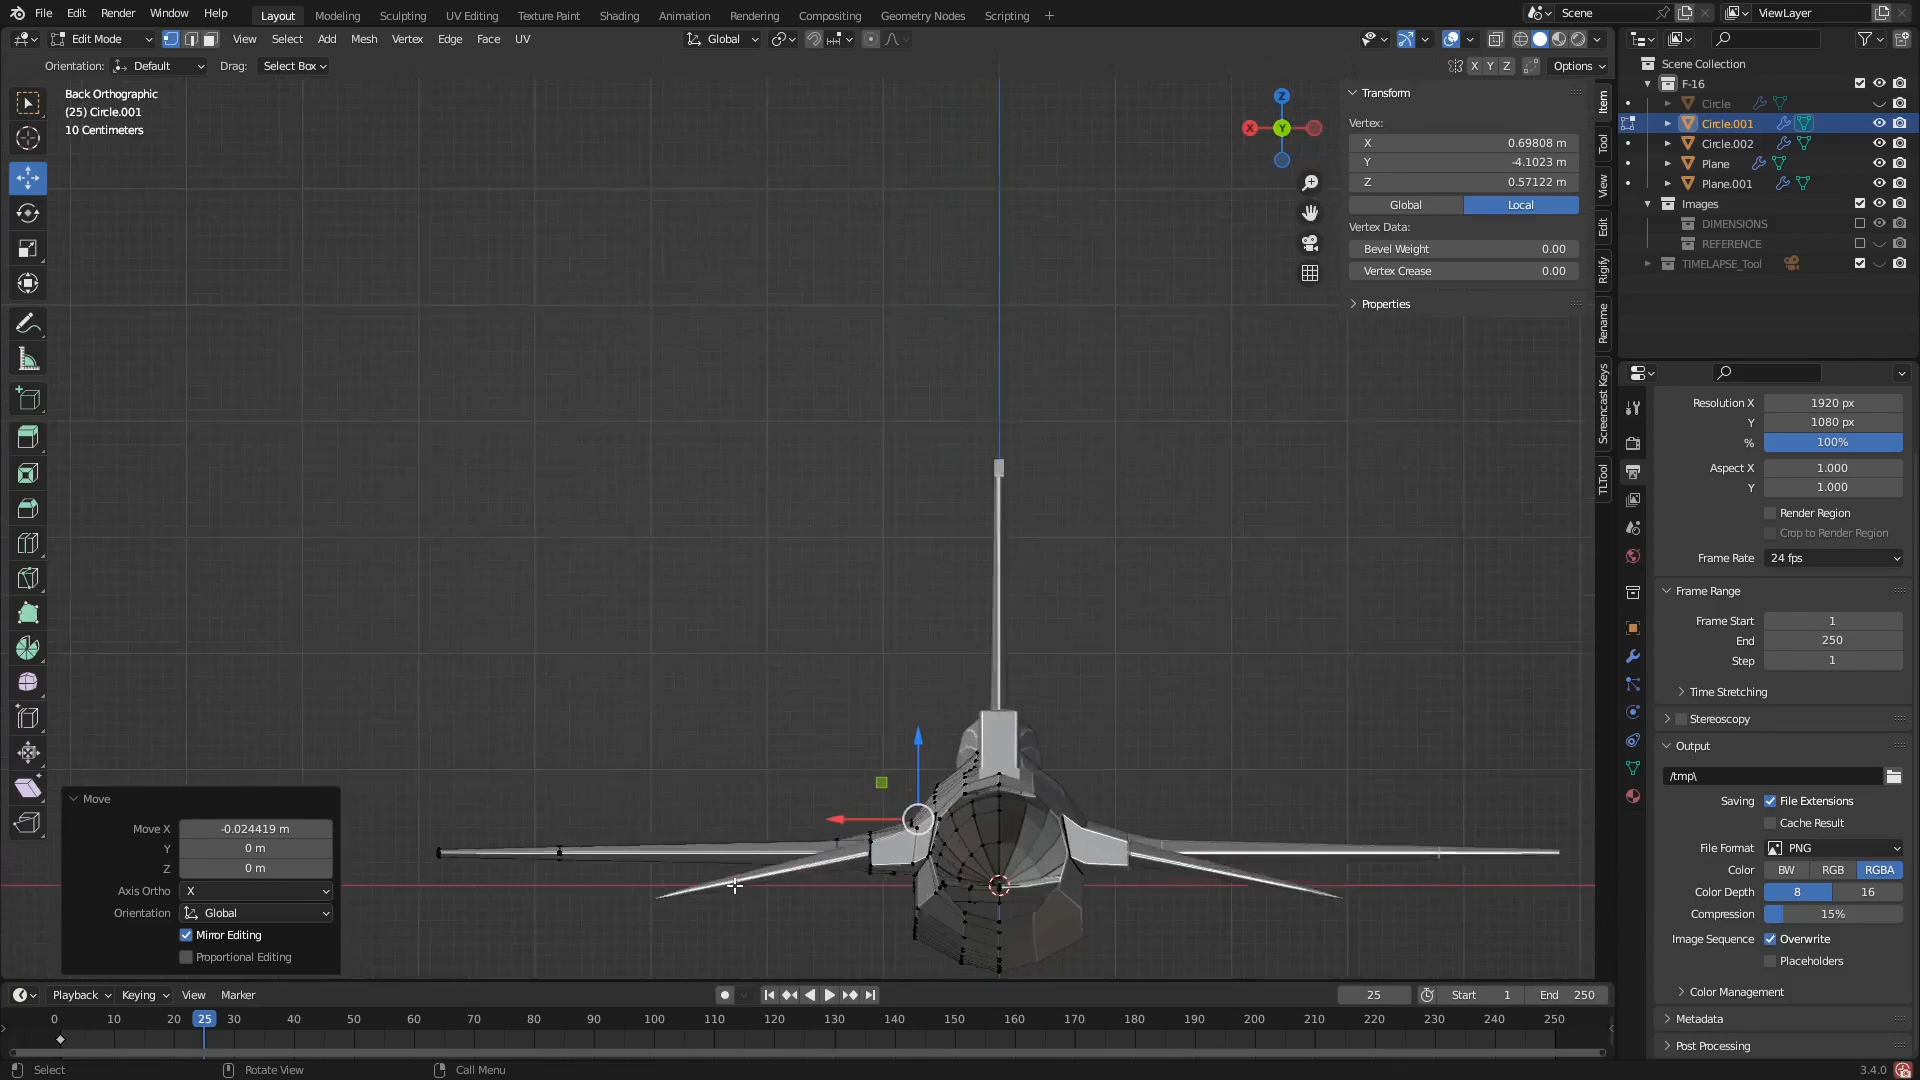 File Edit Render Window Help Layout Modeling Sculpting UV Editing Texture Paint Shading Animation Rendering Compositing Geometry Nodes Scripting + Scene ViewLayer
Edit Mode View Select Add Mesh Vertex Edge Face UV Global
Orientation: Default Drag: Select Box X Y Z Options
Back Orthographic
(25) Circle.001
10 Centimeters
Z
X
Y
Transform
Vertex:
X 0.69808 m
Y -4.1023 m
Z 0.57122 m
Global Local
Vertex Data:
Bevel Weight 0.00
Vertex Crease 0.00
Properties
Item
Tool
View
Edit
Rigify
Rename
Screencast Keys
TLTool
Scene Collection
F-16
Circle
Circle.001
Circle.002
Plane
Plane.001
Images
DIMENSIONS
REFERENCE
TIMELAPSE_Tool
Resolution X 1920 px
Y 1080 px
% 100%
Aspect X 1.000
Y 1.000
Render Region
Crop to Render Region
Frame Rate 24 fps
Frame Range
Frame Start 1
End 250
Step 1
Time Stretching
Stereoscopy
Output
/tmp\
Saving File Extensions
Cache Result
File Format PNG
Color BW RGB RGBA
Color Depth 8 16
Compression 15%
Image Sequence Overwrite
Placeholders
Color Management
Metadata
Post Processing
Move
Move X -0.024419 m
Y 0 m
Z 0 m
Axis Ortho X
Orientation Global
Mirror Editing
Proportional Editing
Playback Keying View Marker 25 Start 1 End 250
0 10 20 25 30 40 50 60 70 80 90 100 110 120 130 140 150 160 170 180 190 200 210 220 230 240 250
Select Rotate View Call Menu 3.4.0